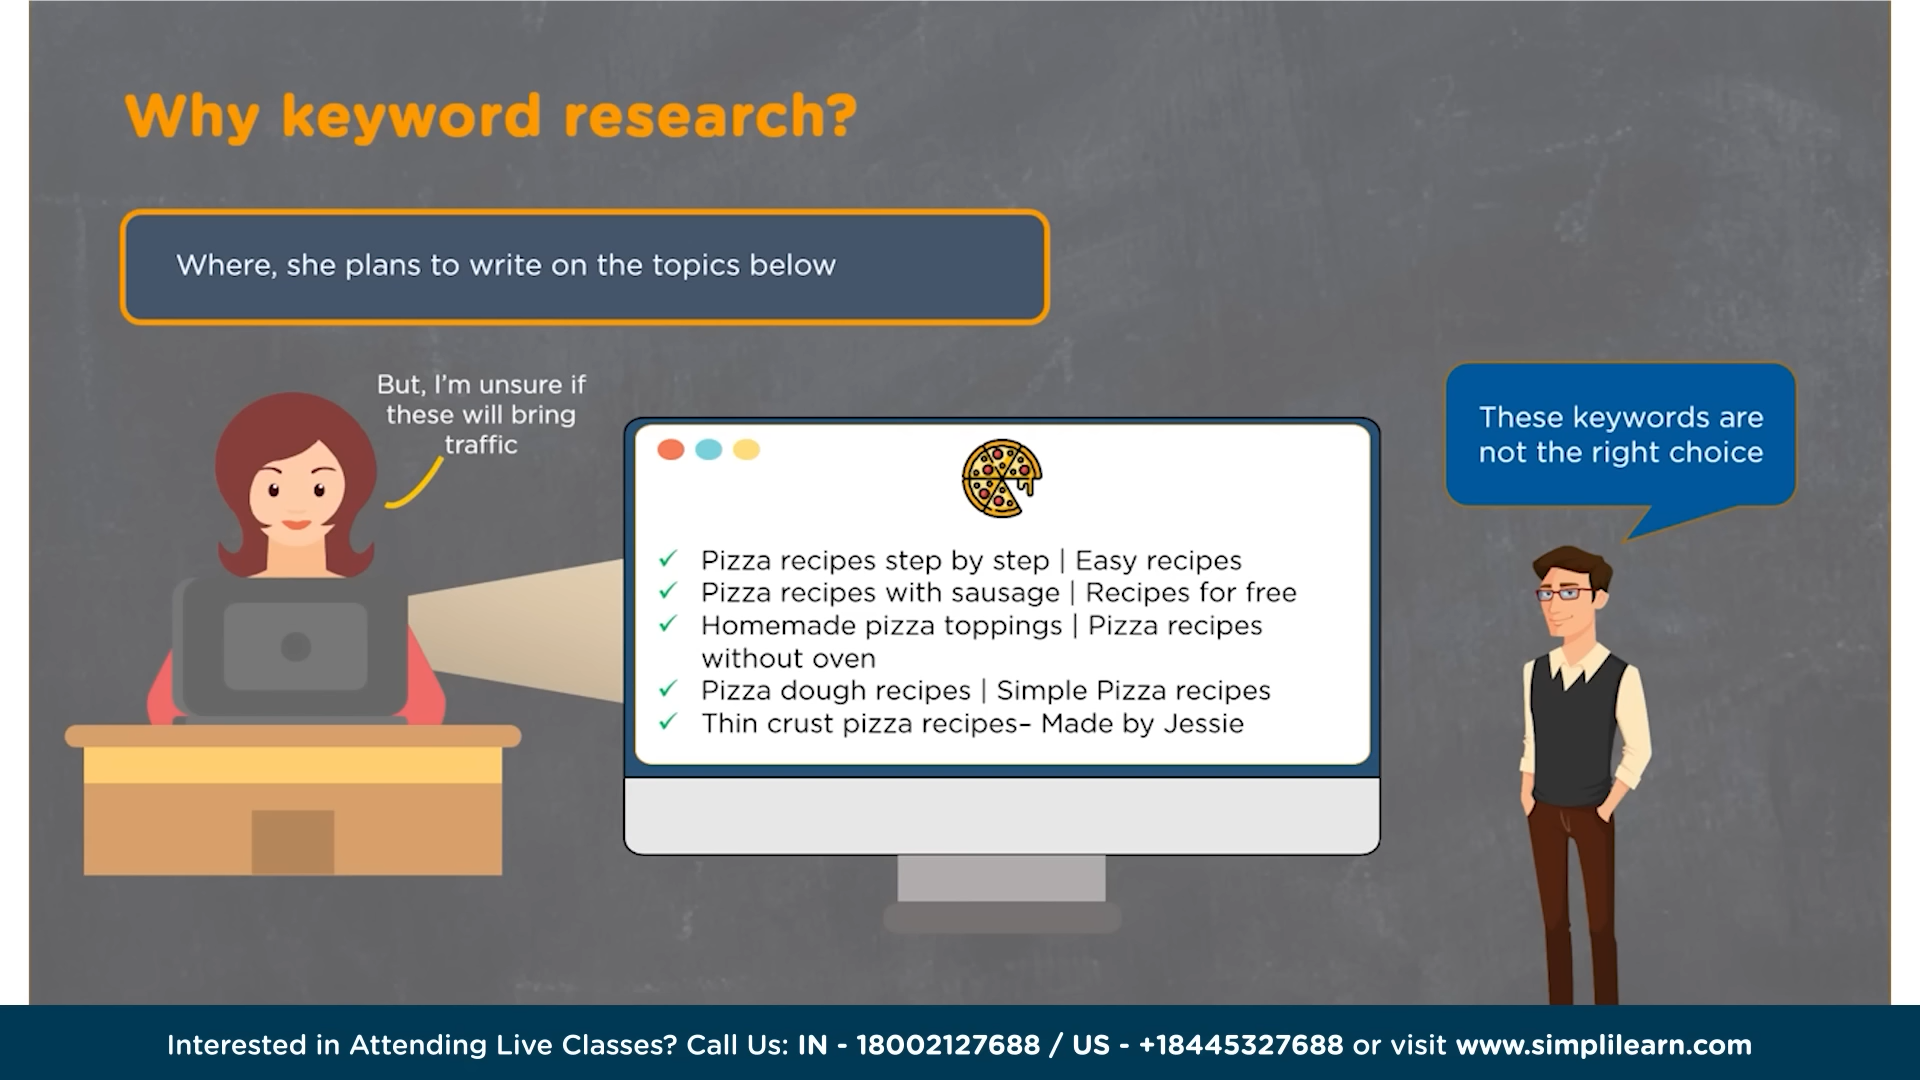 Why keyword research?
Where, she plans to write on the topics below
But, I'm unsure if
these will bring
traffic
These keywords are
not the right choice
Pizza recipes step by step | Easy recipes
Pizza recipes with sausage | Recipes for free
Homemade pizza toppings | Pizza recipes
without oven
Pizza dough recipes | Simple Pizza recipes
Thin crust pizza recipes– Made by Jessie
Interested in Attending Live Classes? Call Us: IN - 18002127688 / US - +18445327688 or visit www.simplilearn.com